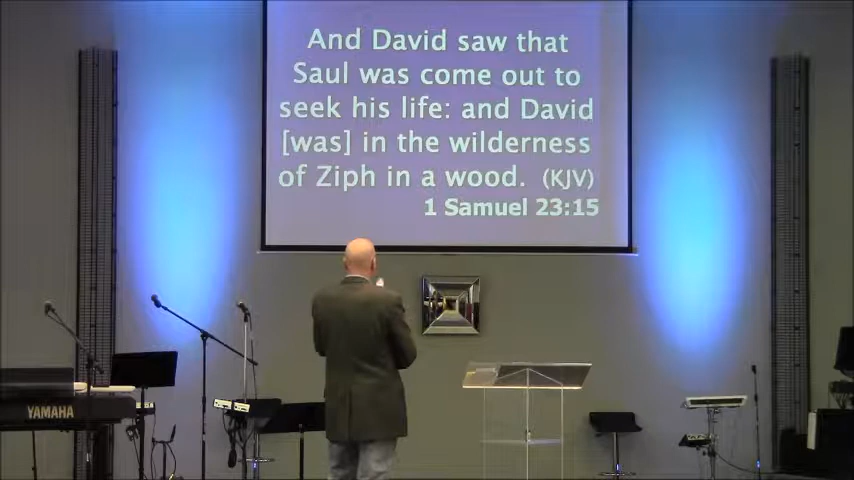 And David saw that
Saul was come out to
seek his life: and David
[was] in the wilderness
of Ziph in a wood. (KJV)
1 Samuel 23:15
YAMAHA